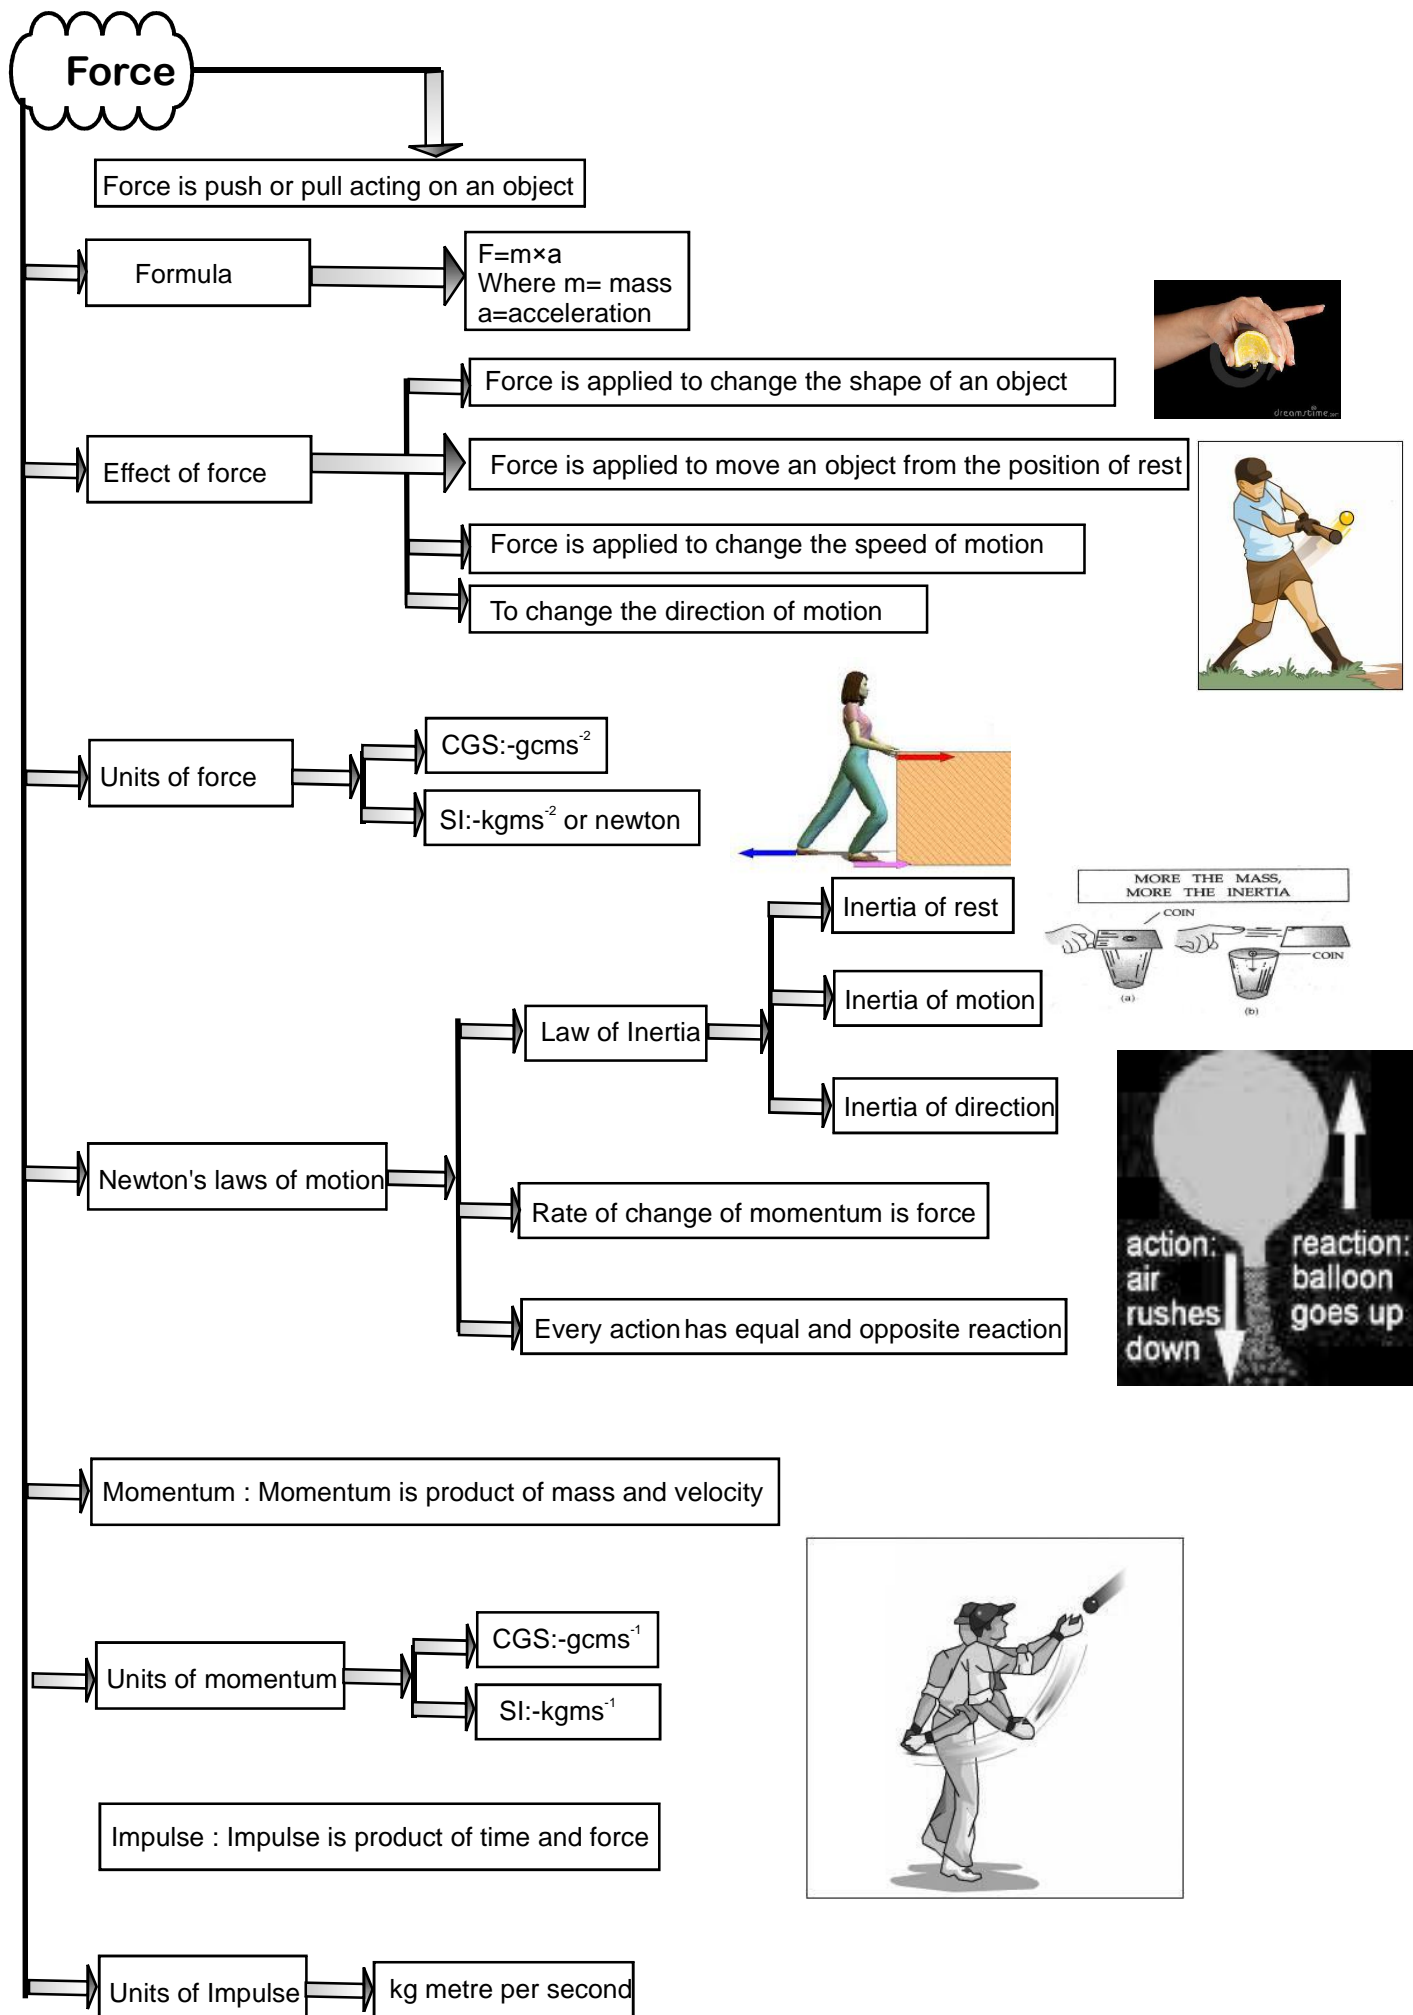 Force
Force is push or pull acting on an object
Formula
F=m×a
Where m= mass
a=acceleration
Force is applied to change the shape of an object
dreamstime.com
Effect of force
Force is applied to move an object from the position of rest
Force is applied to change the speed of motion
To change the direction of motion
Units of force
CGS:-gcms⁻²
SI:-kgms⁻² or newton
MORE THE MASS,
MORE THE INERTIA
COIN
COIN
(a)
(b)
Inertia of rest
Inertia of motion
Law of Inertia
Inertia of direction
Newton's laws of motion
Rate of change of momentum is force
Every action has equal and opposite reaction
action:
air
rushes
down
reaction:
balloon
goes up
Momentum : Momentum is product of mass and velocity
Units of momentum
CGS:-gcms⁻¹
SI:-kgms⁻¹
Impulse : Impulse is product of time and force
Units of Impulse
kg metre per second